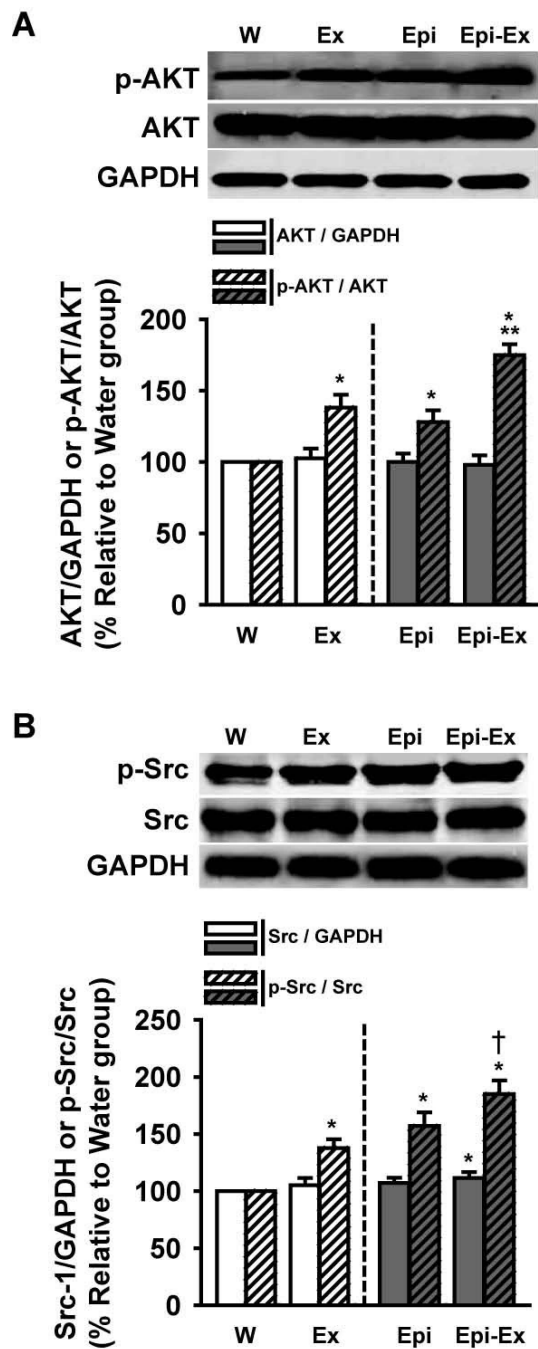 A
W Ex Epi Epi-Ex
p-AKT
AKT
GAPDH
AKT / GAPDH
p-AKT / AKT
AKT/GAPDH or p-AKT/AKT
(% Relative to Water group)
200
150
100
50
0
*
*
*
**
W Ex Epi Epi-Ex
B
W Ex Epi Epi-Ex
p-Src
Src
GAPDH
Src / GAPDH
p-Src / Src
Src-1/GAPDH or p-Src/Src
(% Relative to Water group)
250
200
150
100
50
0
*
*
*
†
*
W Ex Epi Epi-Ex